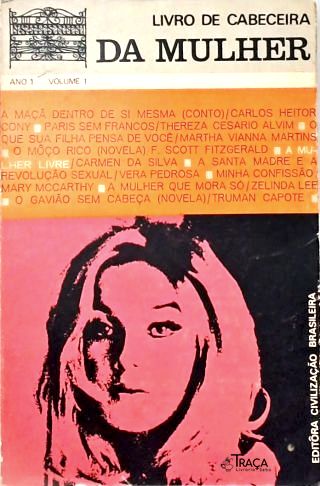 LIVRO DE CABECEIRA
DA MULHER
ANO 1 VOLUME 1
A MAÇÃ DENTRO DE SI MESMA (CONTO)/CARLOS HEITOR
CONY ■ PARIS SEM FRANCOS/THEREZA CESARIO ALVIM ■ O
QUE SUA FILHA PENSA DE VOCÊ/MARTHA VIANNA MARTINS
■ O MÔÇO RICO (NOVELA) F. SCOTT FITZGERALD ■ A MU-
LHER LIVRE/CARMEN DA SILVA ■ A SANTA MADRE E A
REVOLUÇÃO SEXUAL/VERA PEDROSA ■ MINHA CONFISSÃO/
MARY MCCARTHY ■ A MULHER QUE MORA SÓ/ZELINDA LEE
■ O GAVIÃO SEM CABEÇA (NOVELA)/TRUMAN CAPOTE ■
EDITÔRA CIVILIZAÇÃO BRASILEIRA
TRAÇA
Livraria e Sebo